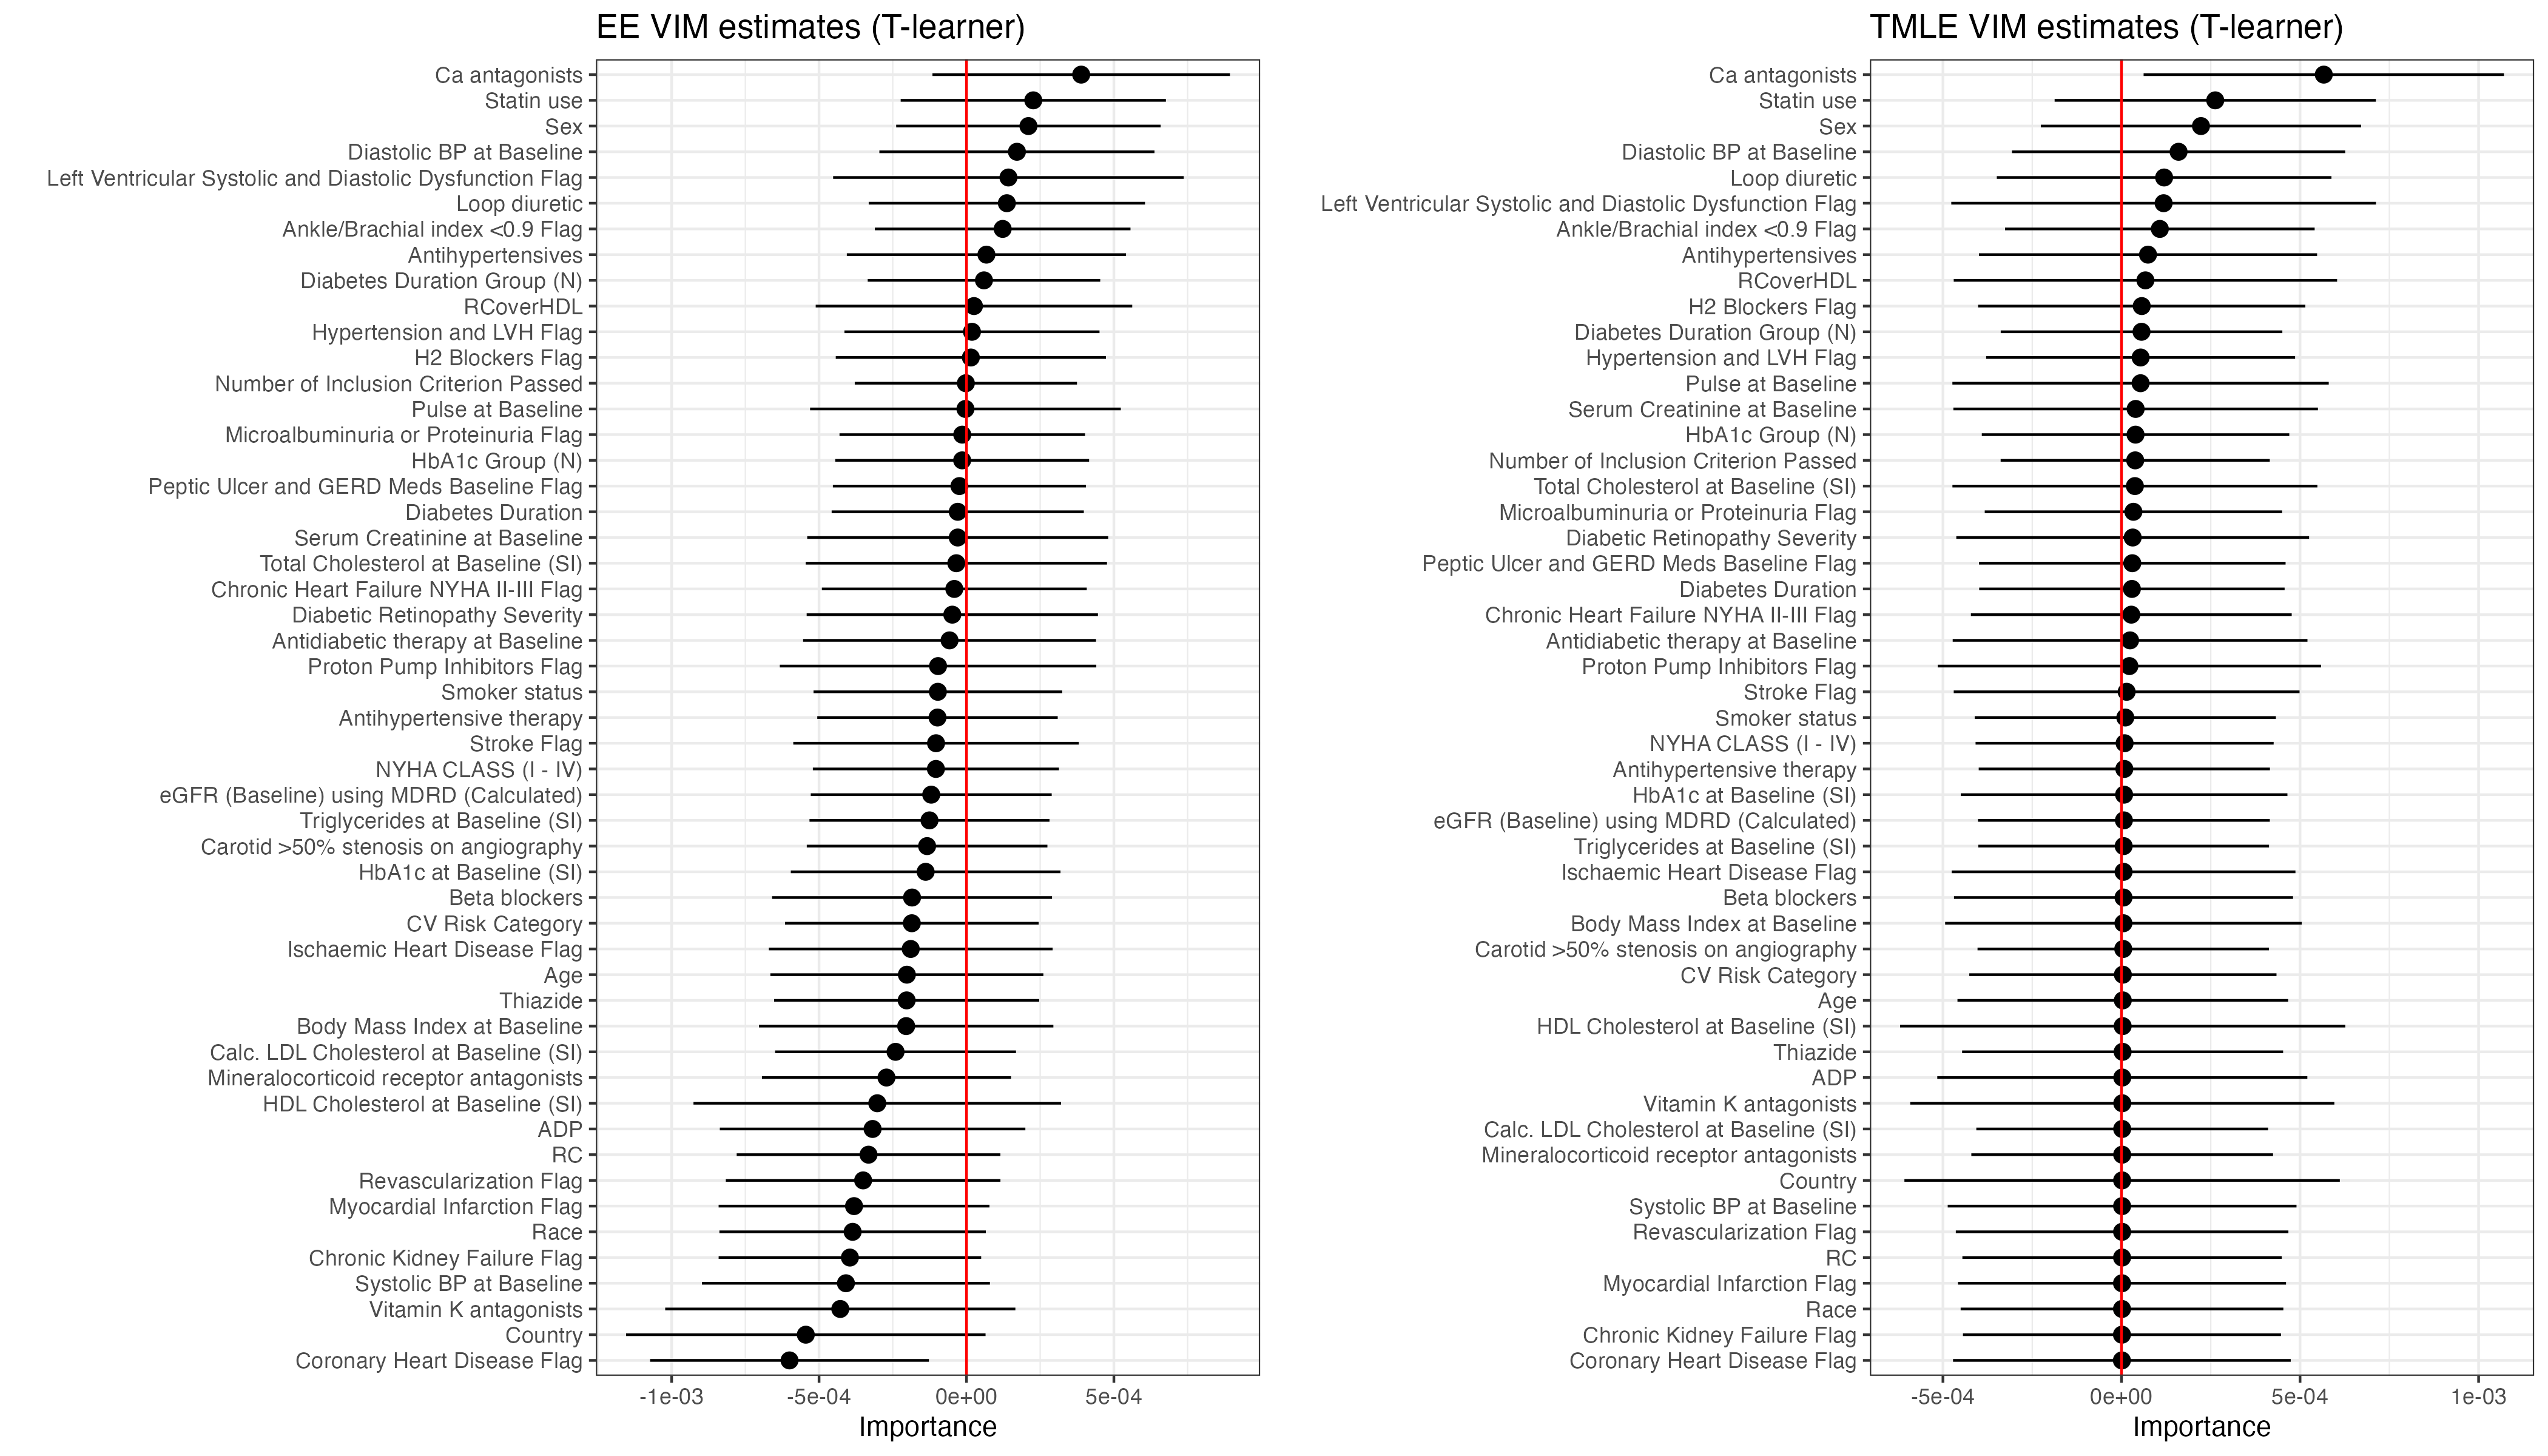 EE VIM estimates (T-learner)
Ca antagonists
Statin use
Sex
Diastolic BP at Baseline
Left Ventricular Systolic and Diastolic Dysfunction Flag
Loop diuretic
Ankle/Brachial index <0.9 Flag
Antihypertensives
Diabetes Duration Group (N)
RCoverHDL
Hypertension and LVH Flag
H2 Blockers Flag
Number of Inclusion Criterion Passed
Pulse at Baseline
Microalbuminuria or Proteinuria Flag
HbA1c Group (N)
Peptic Ulcer and GERD Meds Baseline Flag
Diabetes Duration
Serum Creatinine at Baseline
Total Cholesterol at Baseline (SI)
Chronic Heart Failure NYHA II-III Flag
Diabetic Retinopathy Severity
Antidiabetic therapy at Baseline
Proton Pump Inhibitors Flag
Smoker status
Antihypertensive therapy
Stroke Flag
NYHA CLASS (I - IV)
eGFR (Baseline) using MDRD (Calculated)
Triglycerides at Baseline (SI)
Carotid >50% stenosis on angiography
HbA1c at Baseline (SI)
Beta blockers
CV Risk Category
Ischaemic Heart Disease Flag
Age
Thiazide
Body Mass Index at Baseline
Calc. LDL Cholesterol at Baseline (SI)
Mineralocorticoid receptor antagonists
HDL Cholesterol at Baseline (SI)
ADP
RC
Revascularization Flag
Myocardial Infarction Flag
Race
Chronic Kidney Failure Flag
Systolic BP at Baseline
Vitamin K antagonists
Country
Coronary Heart Disease Flag
-1e-03 -5e-04 0e+00 5e-04
Importance
TMLE VIM estimates (T-learner)
Ca antagonists
Statin use
Sex
Diastolic BP at Baseline
Loop diuretic
Left Ventricular Systolic and Diastolic Dysfunction Flag
Ankle/Brachial index <0.9 Flag
Antihypertensives
RCoverHDL
H2 Blockers Flag
Diabetes Duration Group (N)
Hypertension and LVH Flag
Pulse at Baseline
Serum Creatinine at Baseline
HbA1c Group (N)
Number of Inclusion Criterion Passed
Total Cholesterol at Baseline (SI)
Microalbuminuria or Proteinuria Flag
Diabetic Retinopathy Severity
Peptic Ulcer and GERD Meds Baseline Flag
Diabetes Duration
Chronic Heart Failure NYHA II-III Flag
Antidiabetic therapy at Baseline
Proton Pump Inhibitors Flag
Stroke Flag
Smoker status
NYHA CLASS (I - IV)
Antihypertensive therapy
HbA1c at Baseline (SI)
eGFR (Baseline) using MDRD (Calculated)
Triglycerides at Baseline (SI)
Ischaemic Heart Disease Flag
Beta blockers
Body Mass Index at Baseline
Carotid >50% stenosis on angiography
CV Risk Category
Age
HDL Cholesterol at Baseline (SI)
Thiazide
ADP
Vitamin K antagonists
Calc. LDL Cholesterol at Baseline (SI)
Mineralocorticoid receptor antagonists
Country
Systolic BP at Baseline
Revascularization Flag
RC
Myocardial Infarction Flag
Race
Chronic Kidney Failure Flag
Coronary Heart Disease Flag
-5e-04 0e+00 5e-04 1e-03
Importance